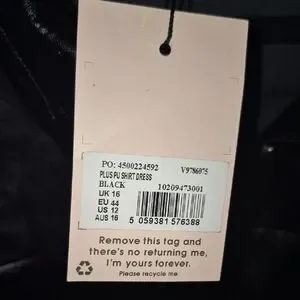 PO: 4500224592 V9786075
PLUS PU SHIRT DRESS
BLACK 10209473001
UK 16
EU 44
US 12
AUS 16
5 059381 576388
Remove this tag and
there's no returning me,
I'm yours forever.
Please recycle me